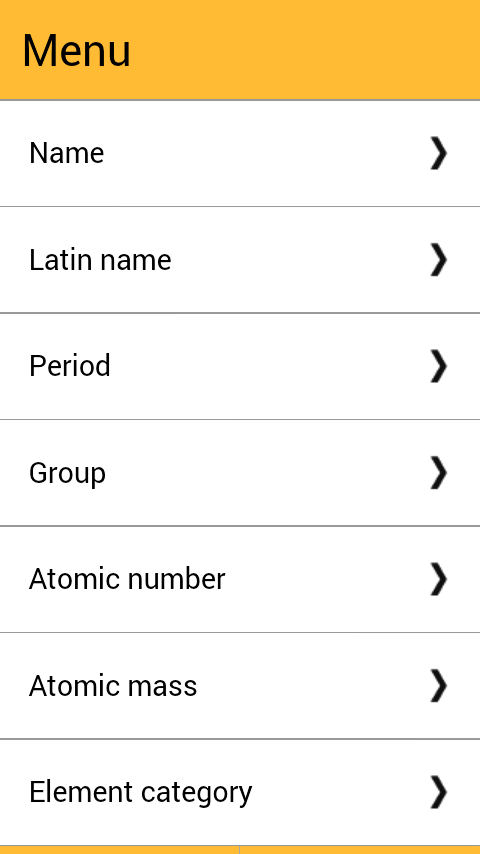 Menu
Name
Latin name
Period
Group
Atomic number
Atomic mass
Element category